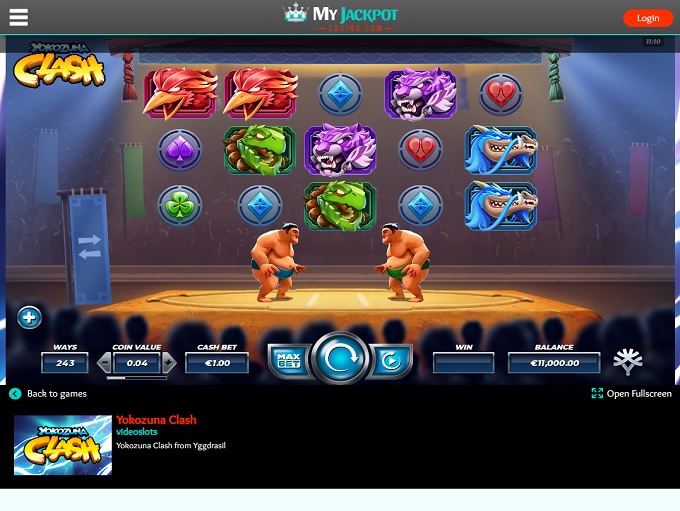 MY JACKPOT
CASINO.COM
Login
YOKOZUNA
CLASH
11:10
WAYS
243
COIN VALUE
0.04
CASH BET
€1.00
MAX
BET
WIN
BALANCE
€11,000.00
Back to games
Open Fullscreen
YOKOZUNA
CLASH
Yokozuna Clash
videoslots
Yokozuna Clash from Yggdrasil